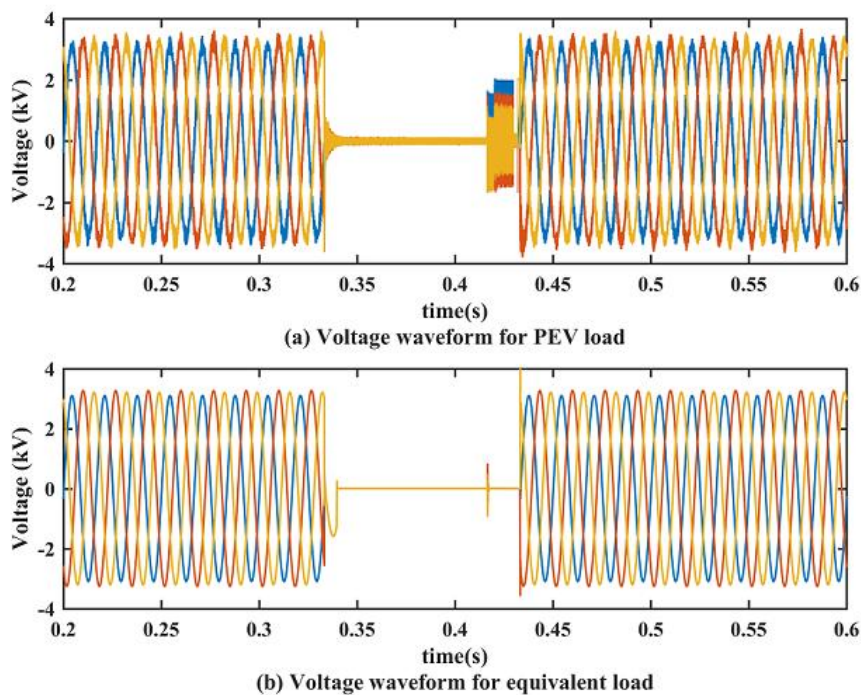 4
2
0
-2
-4
Voltage (kV)
0.2 0.25 0.3 0.35 0.4 0.45 0.5 0.55 0.6
time(s)
(a) Voltage waveform for PEV load
4
2
0
-2
-4
Voltage (kV)
0.2 0.25 0.3 0.35 0.4 0.45 0.5 0.55 0.6
time(s)
(b) Voltage waveform for equivalent load